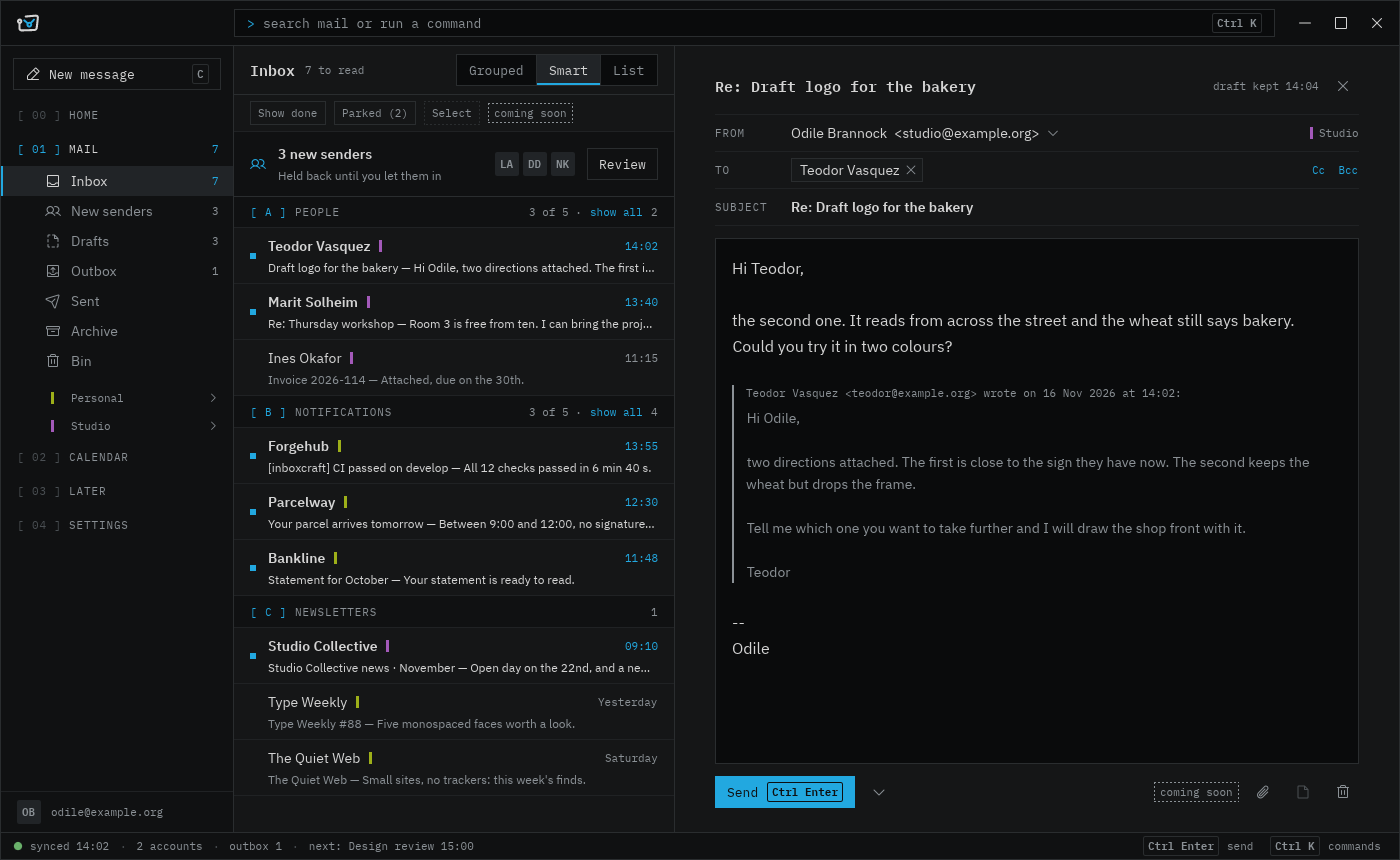 > search mail or run a command Ctrl K
New message C
[ 00 ] HOME
[ 01 ] MAIL 7
Inbox 7
New senders 3
Drafts 3
Outbox 1
Sent
Archive
Bin
Personal
Studio
[ 02 ] CALENDAR
[ 03 ] LATER
[ 04 ] SETTINGS
OB odile@example.org
Inbox 7 to read Grouped Smart List
Show done Parked (2) Select coming soon
3 new senders
Held back until you let them in
LA DD NK Review
[ A ] PEOPLE 3 of 5 · show all 2
Teodor Vasquez 14:02
Draft logo for the bakery — Hi Odile, two directions attached. The first i…
Marit Solheim 13:40
Re: Thursday workshop — Room 3 is free from ten. I can bring the proj…
Ines Okafor 11:15
Invoice 2026-114 — Attached, due on the 30th.
[ B ] NOTIFICATIONS 3 of 5 · show all 4
Forgehub 13:55
[inboxcraft] CI passed on develop — All 12 checks passed in 6 min 40 s.
Parcelway 12:30
Your parcel arrives tomorrow — Between 9:00 and 12:00, no signature…
Bankline 11:48
Statement for October — Your statement is ready to read.
[ C ] NEWSLETTERS 1
Studio Collective 09:10
Studio Collective news · November — Open day on the 22nd, and a ne…
Type Weekly Yesterday
Type Weekly #88 — Five monospaced faces worth a look.
The Quiet Web Saturday
The Quiet Web — Small sites, no trackers: this week's finds.
Re: Draft logo for the bakery draft kept 14:04
FROM Odile Brannock <studio@example.org> Studio
TO Teodor Vasquez Cc Bcc
SUBJECT Re: Draft logo for the bakery
Hi Teodor,
the second one. It reads from across the street and the wheat still says bakery.
Could you try it in two colours?
Teodor Vasquez <teodor@example.org> wrote on 16 Nov 2026 at 14:02:
Hi Odile,
two directions attached. The first is close to the sign they have now. The second keeps the
wheat but drops the frame.
Tell me which one you want to take further and I will draw the shop front with it.
Teodor
--
Odile
Send Ctrl Enter coming soon
synced 14:02 · 2 accounts · outbox 1 · next: Design review 15:00 Ctrl Enter send Ctrl K commands